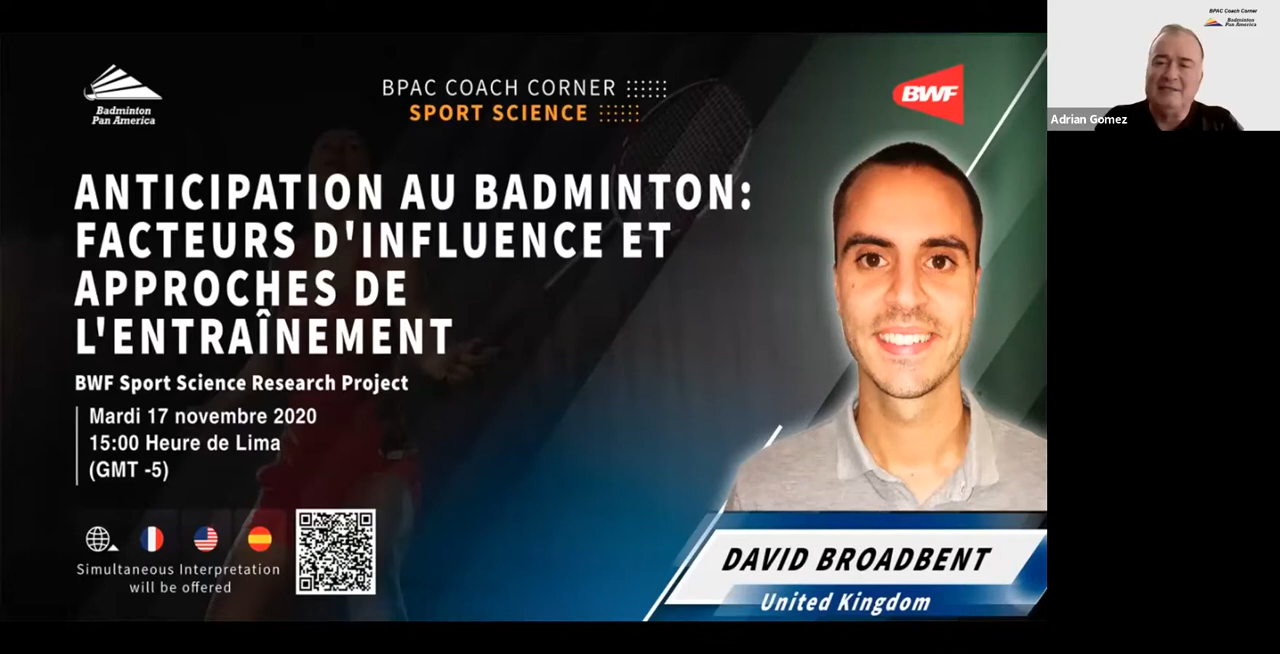 Badminton
Pan America
BPAC COACH CORNER
SPORT SCIENCE
BWF
ANTICIPATION AU BADMINTON:
FACTEURS D'INFLUENCE ET
APPROCHES DE
L'ENTRAÎNEMENT
BWF Sport Science Research Project
Mardi 17 novembre 2020
15:00 Heure de Lima
(GMT -5)
Simultaneous Interpretation
will be offered
DAVID BROADBENT
United Kingdom
BPAC Coach Corner
Badminton
Pan America
Adrian Gomez